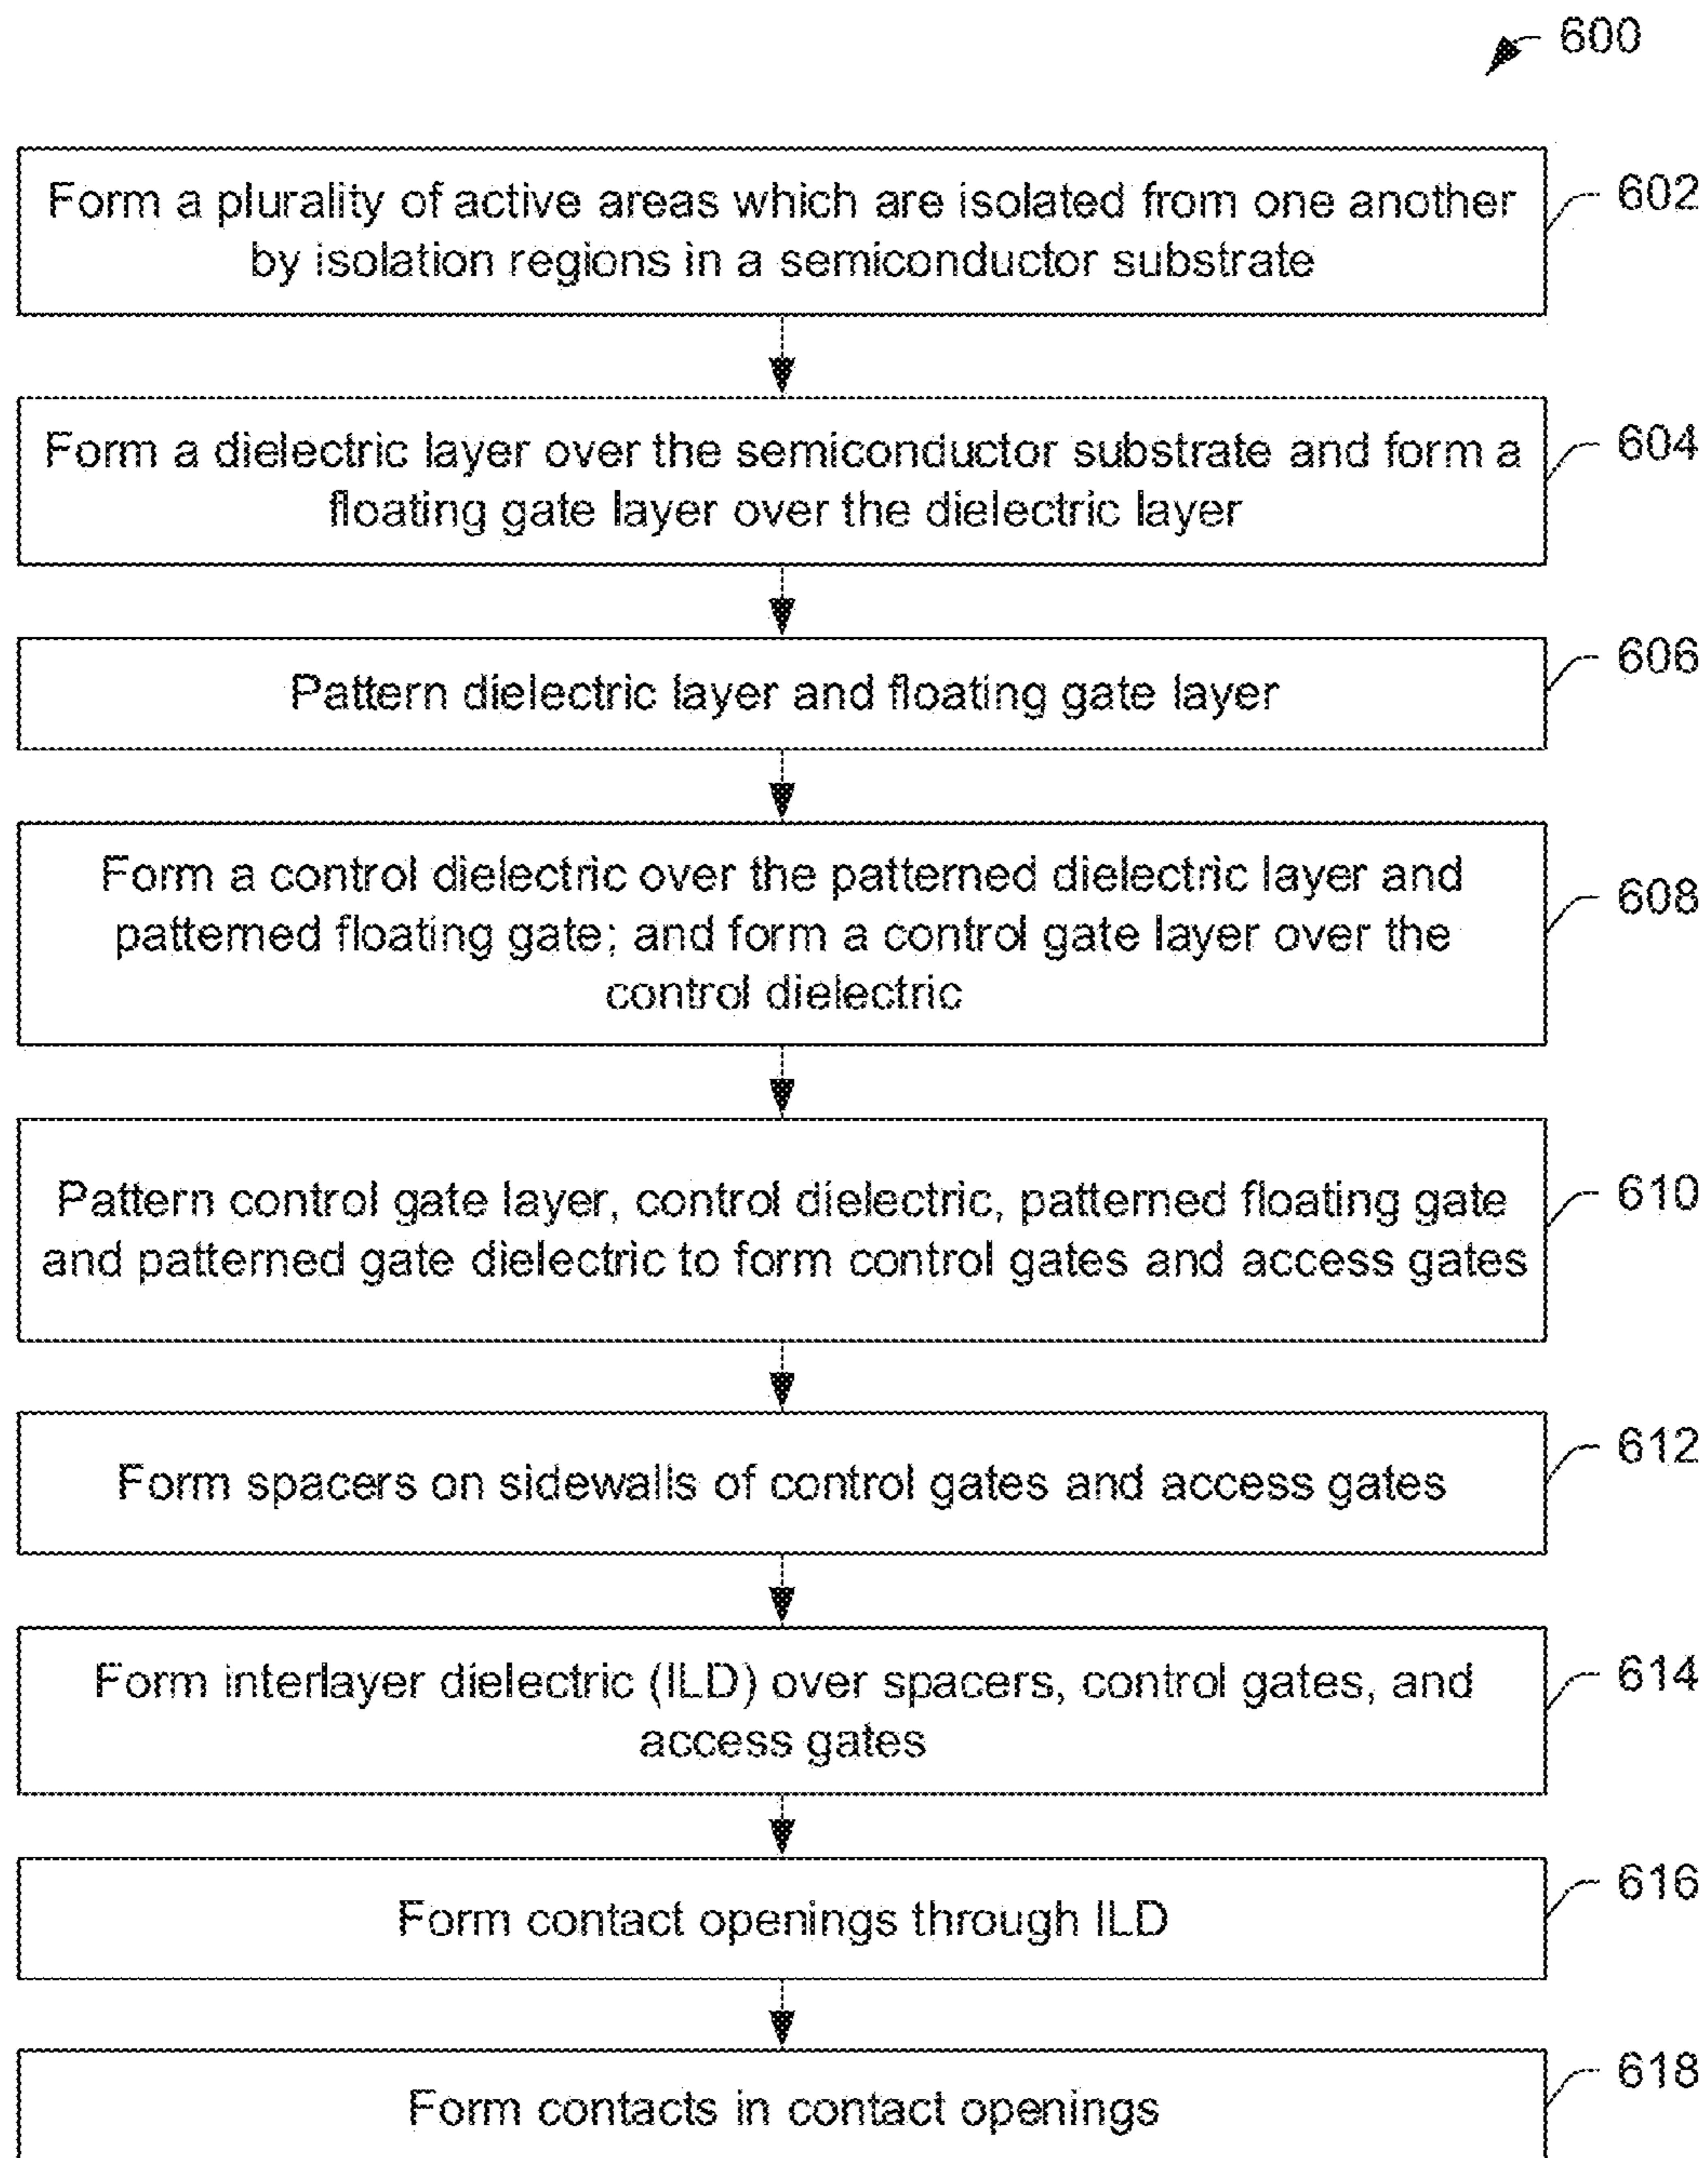 600
Form a plurality of active areas which are isolated from one another
by isolation regions in a semiconductor substrate
602
Form a dielectric layer over the semiconductor substrate and form a
floating gate layer over the dielectric layer
604
Pattern dielectric layer and floating gate layer
606
Form a control dielectric over the patterned dielectric layer and
patterned floating gate; and form a control gate layer over the
control dielectric
608
Pattern control gate layer, control dielectric, patterned floating gate
and patterned gate dielectric to form control gates and access gates
610
Form spacers on sidewalls of control gates and access gates
612
Form interlayer dielectric (ILD) over spacers, control gates, and
access gates
614
Form contact openings through ILD
616
Form contacts in contact openings
618